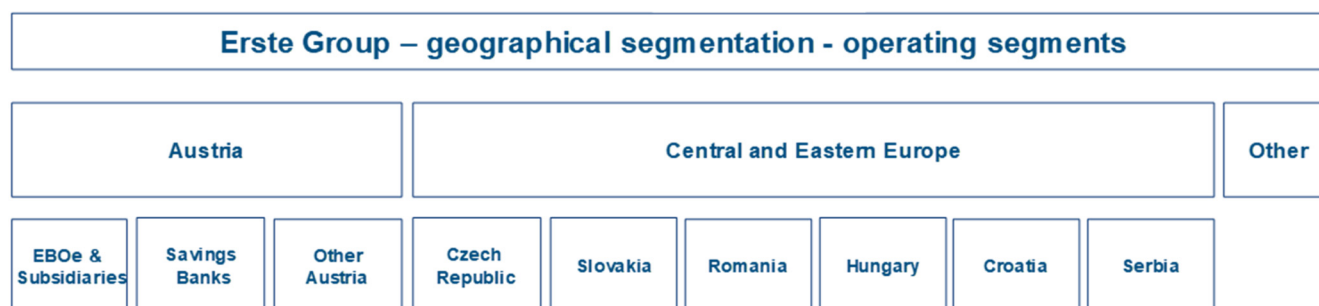 Erste Group – geographical segmentation - operating segments
Austria
Central and Eastern Europe
Other
EBOe &
Subsidiaries
Savings
Banks
Other
Austria
Czech
Republic
Slovakia
Romania
Hungary
Croatia
Serbia